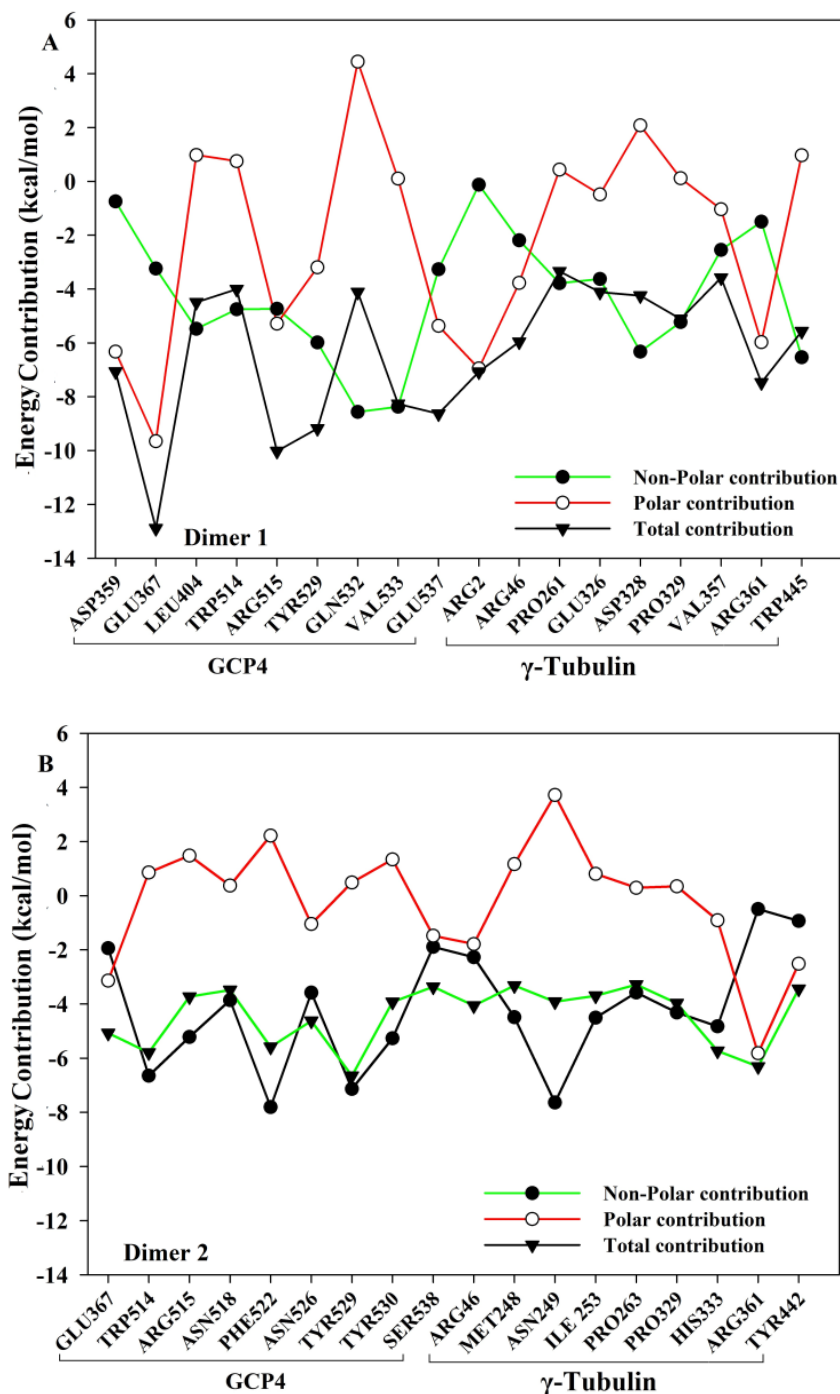 A
6
4
2
0
-2
-4
-6
-8
-10
-12
-14
Energy Contribution (kcal/mol)
Non-Polar contribution
Polar contribution
Total contribution
Dimer 1
ASP359
GLU367
LEU404
TRP514
ARG515
TYR529
GLN532
VAL533
GLU537
ARG2
ARG46
PRO261
GLU326
ASP328
PRO329
VAL357
ARG361
TRP445
GCP4
γ-Tubulin
B
6
4
2
0
-2
-4
-6
-8
-10
-12
-14
Energy Contribution (kcal/mol)
Non-Polar contribution
Polar contribution
Total contribution
Dimer 2
GLU367
TRP514
ARG515
ASN518
PHE522
ASN526
TYR529
TYR530
SER538
ARG46
MET248
ASN249
ILE 253
PRO263
PRO329
HIS333
ARG361
TYR442
GCP4
γ-Tubulin